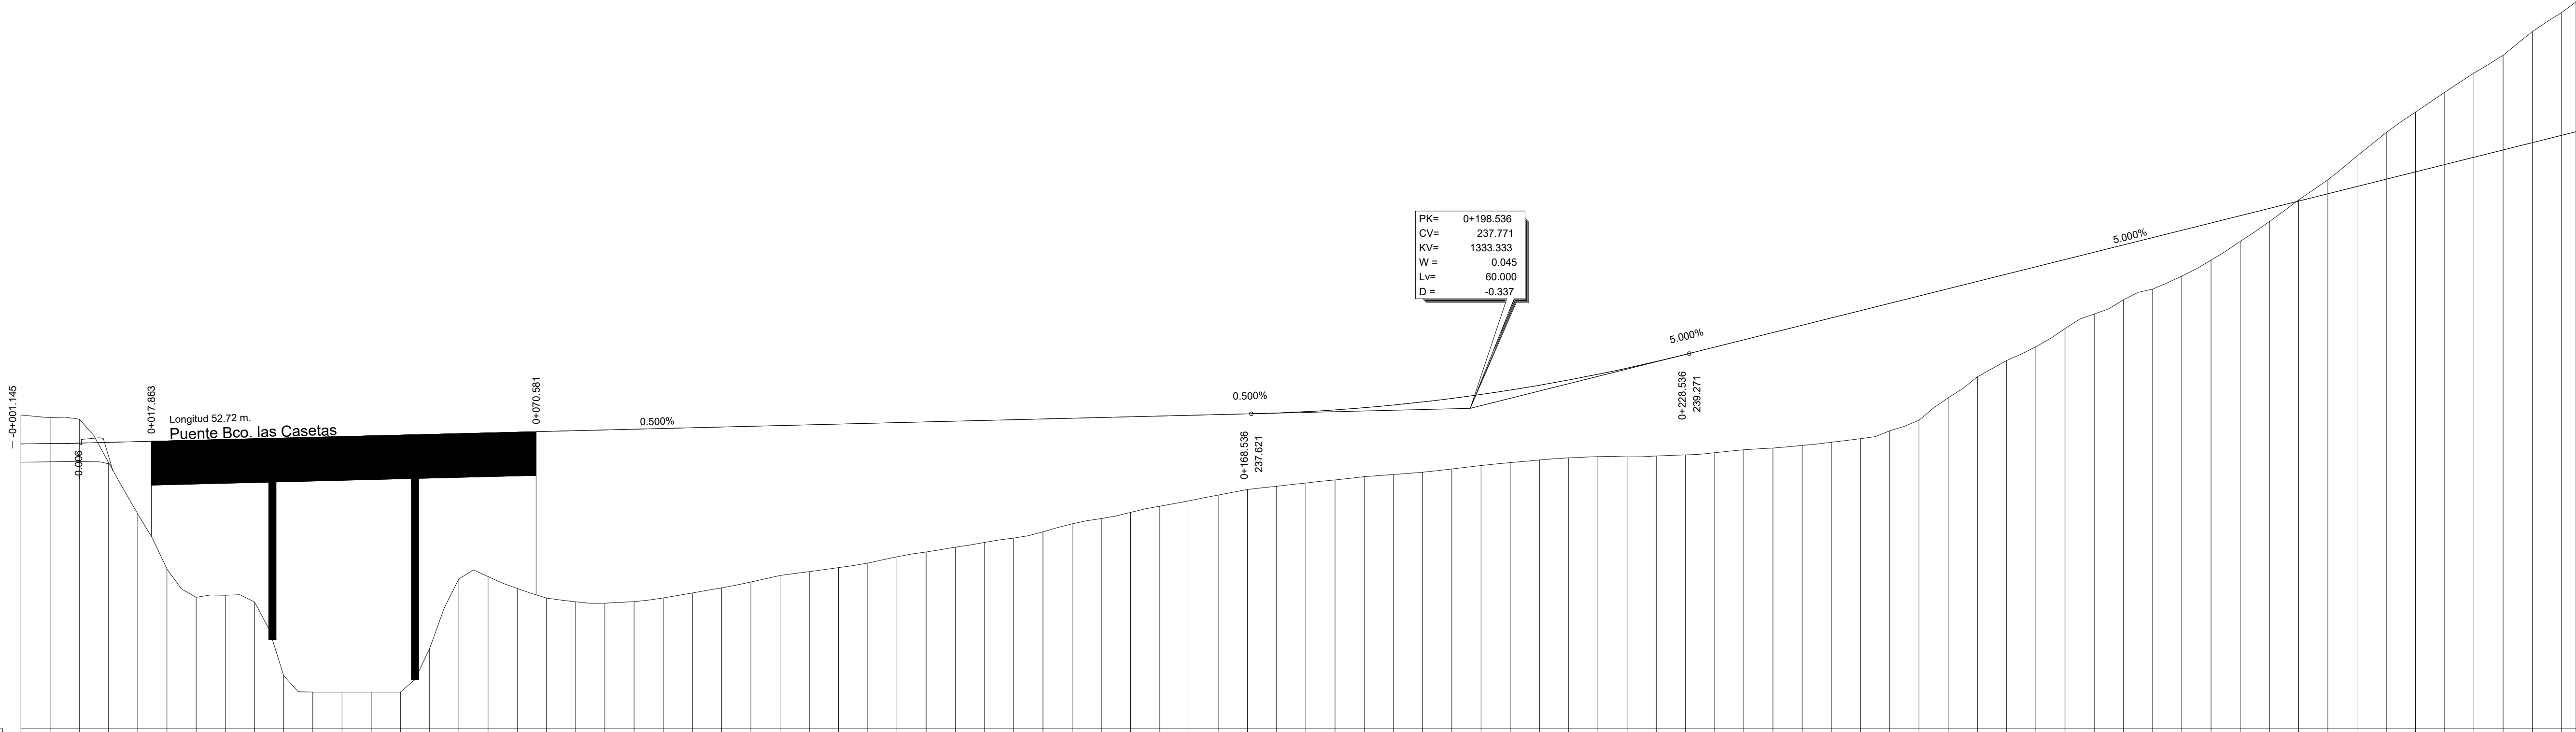 — -0+001.145
-0.006
0+017.863
Longitud 52.72 m.
Puente Bco. las Casetas
0+070.581
0.500%
0.500%
0+168.536
237.621
PK= 0+198.536
CV= 237.771
KV= 1333.333
W = 0.045
Lv= 60.000
D = -0.337
5.000%
0+228.536
239.271
5.000%